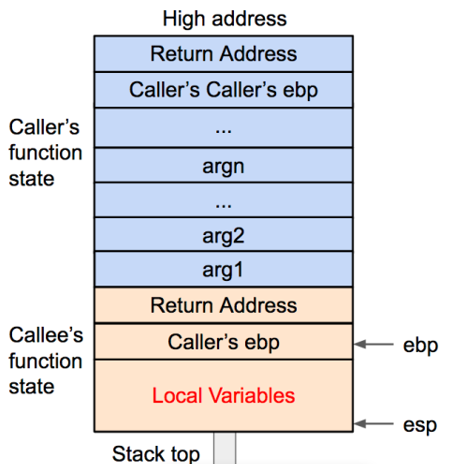 High address
Return Address
Caller's Caller's ebp
...
Caller's
function
state
argn
...
arg2
arg1
Return Address
Callee's
function
state
Caller's ebp
ebp
Local Variables
esp
Stack top